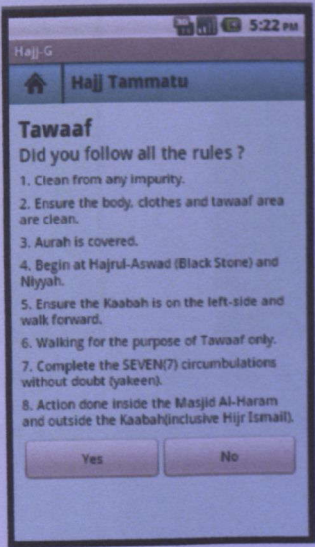 5:22 PM
Hajj-G
Hajj Tammatu
Tawaaf
Did you follow all the rules ?
1. Clean from any impurity.
2. Ensure the body, clothes and tawaaf area
are clean.
3. Aurah is covered.
4. Begin at Hajrul-Aswad (Black Stone) and
Niyyah.
5. Ensure the Kaabah is on the left-side and
walk forward.
6. Walking for the purpose of Tawaaf only.
7. Complete the SEVEN(7) circumbulations
without doubt (yakeen).
8. Action done inside the Masjid Al-Haram
and outside the Kaabah(inclusive Hijr Ismail).
Yes No